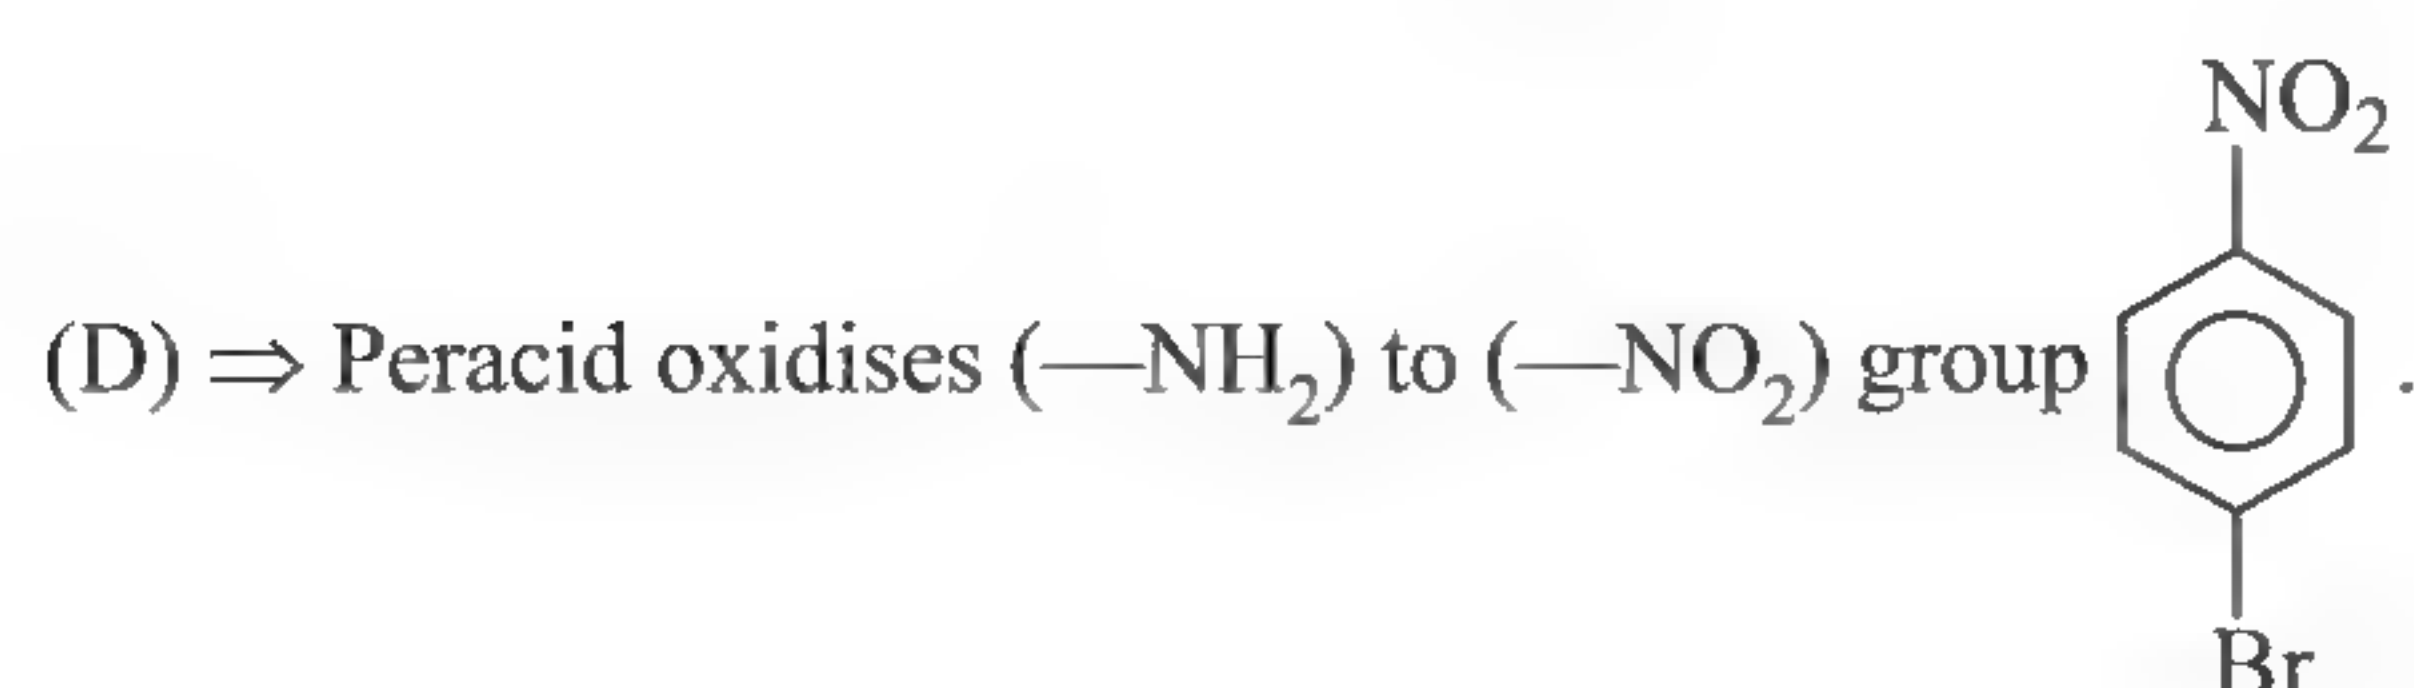 NO₂
(D) ⇒ Peracid oxidises (—NH₂) to (—NO₂) group .
Br